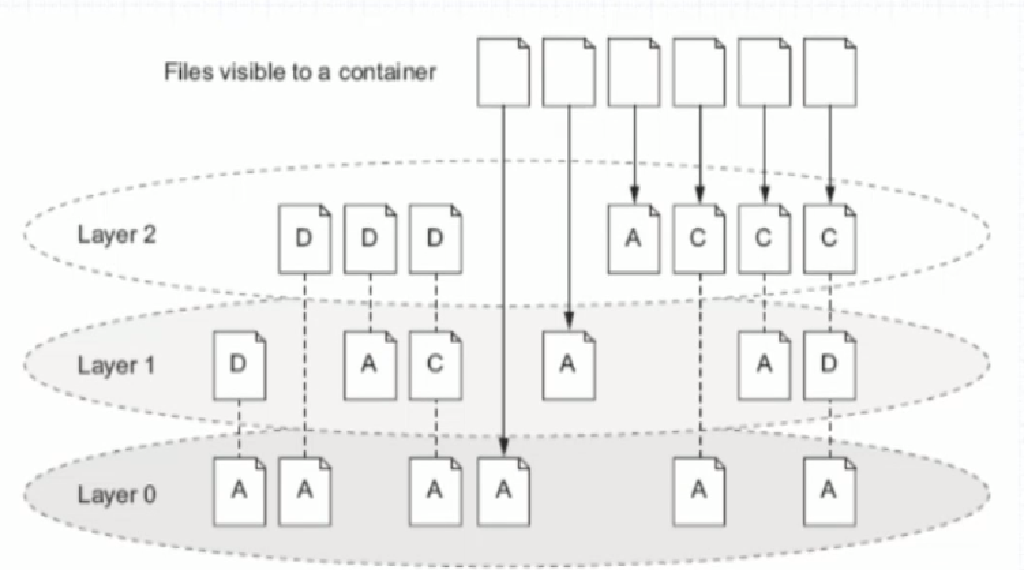 Files visible to a container
Layer 2 D D D A C C C
Layer 1 D A C A A D
Layer 0 A A A A A A